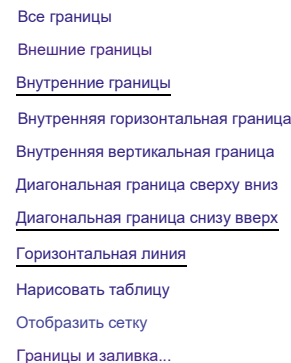 Все границы
Внешние границы
Внутренние границы
Внутренняя горизонтальная граница
Внутренняя вертикальная граница
Диагональная граница сверху вниз
Диагональная граница снизу вверх
Горизонтальная линия
Нарисовать таблицу
Отобразить сетку
Границы и заливка...